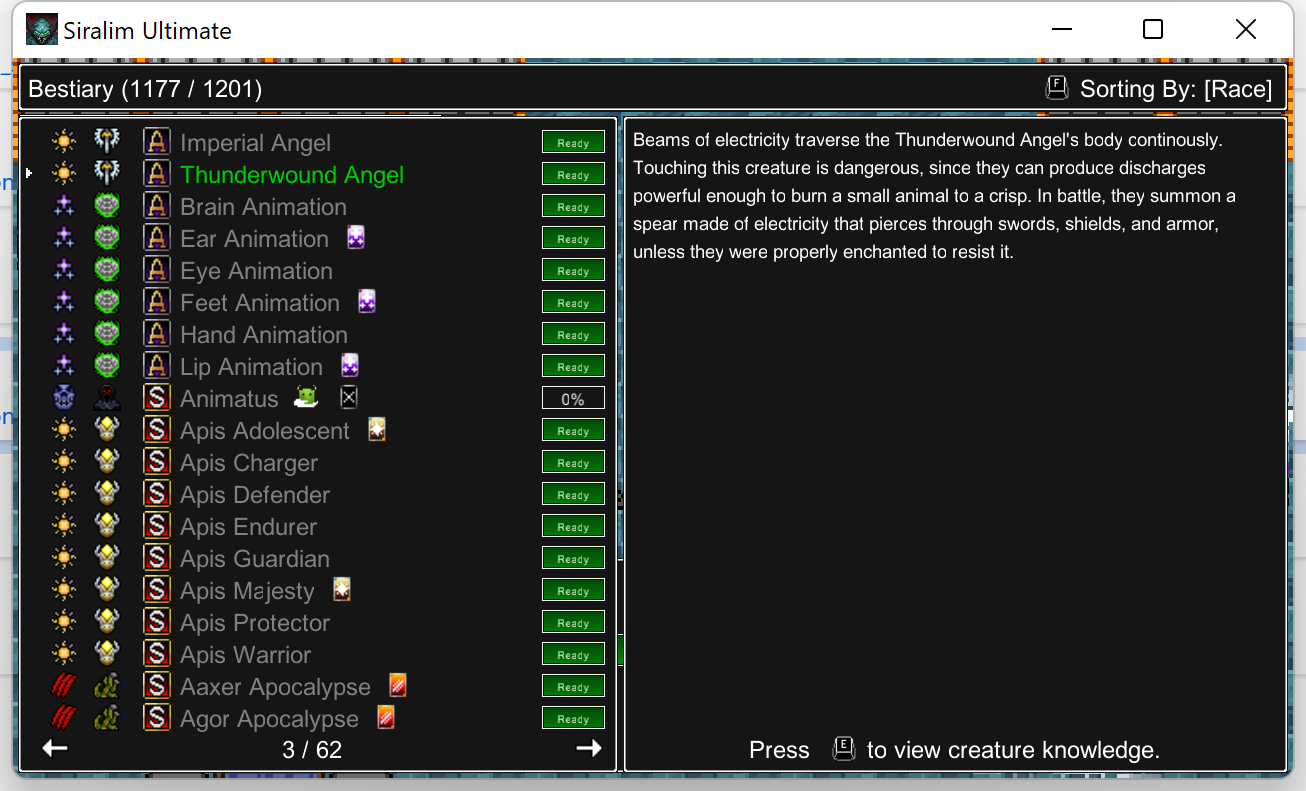 Siralim Ultimate
Bestiary (1177 / 1201)
F Sorting By: [Race]
A Imperial Angel Ready
A Thunderwound Angel Ready
A Brain Animation Ready
A Ear Animation Ready
A Eye Animation Ready
A Feet Animation Ready
A Hand Animation Ready
A Lip Animation Ready
S Animatus 0%
S Apis Adolescent Ready
S Apis Charger Ready
S Apis Defender Ready
S Apis Endurer Ready
S Apis Guardian Ready
S Apis Majesty Ready
S Apis Protector Ready
S Apis Warrior Ready
S Aaxer Apocalypse Ready
S Agor Apocalypse Ready
3 / 62
Beams of electricity traverse the Thunderwound Angel's body continously.
Touching this creature is dangerous, since they can produce discharges
powerful enough to burn a small animal to a crisp. In battle, they summon a
spear made of electricity that pierces through swords, shields, and armor,
unless they were properly enchanted to resist it.
Press E to view creature knowledge.